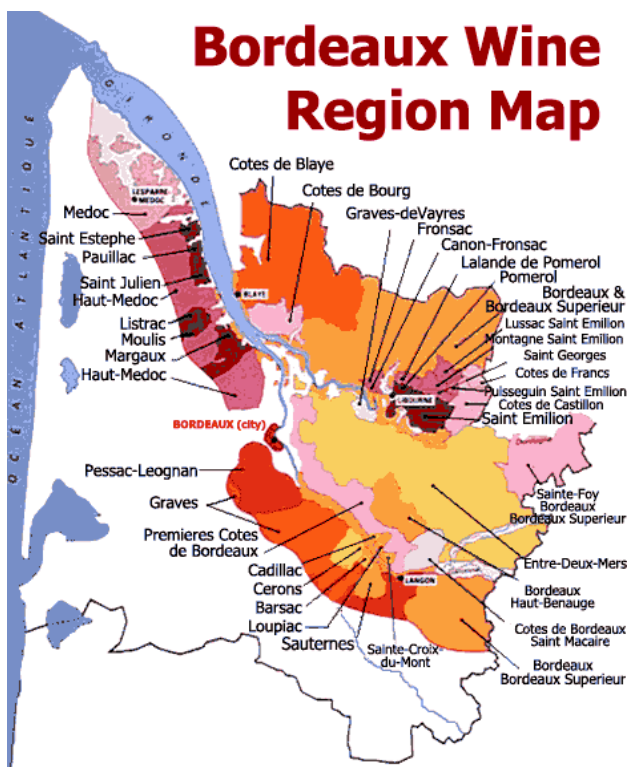 Bordeaux Wine
Region Map
OCÉAN ATLANTIQUE
GIRONDE
LESPARRE-
MEDOC
Medoc
Saint Estephe
Pauillac
Saint Julien
Haut-Medoc
Listrac
Moulis
Margaux
Haut-Medoc
BORDEAUX (city)
Cotes de Blaye
Cotes de Bourg
BLAYE
Graves-deVayres
Fronsac
Canon-Fronsac
Lalande de Pomerol
Pomerol
Bordeaux &
Bordeaux Superieur
Lussac Saint Emilion
Montagne Saint Emilion
Saint Georges
Cotes de Francs
Puisseguin Saint Emilion
LIBOURNE
Cotes de Castillon
Saint Emilion
Pessac-Leognan
Graves
Premieres Cotes
de Bordeaux
Cadillac
Cerons
Barsac
Loupiac
Sauternes
Sainte-Croix-
du-Mont
LANGON
Sainte-Foy
Bordeaux
Bordeaux Superieur
Entre-Deux-Mers
Bordeaux
Haut-Benauge
Cotes de Bordeaux
Saint Macaire
Bordeaux
Bordeaux Superieur